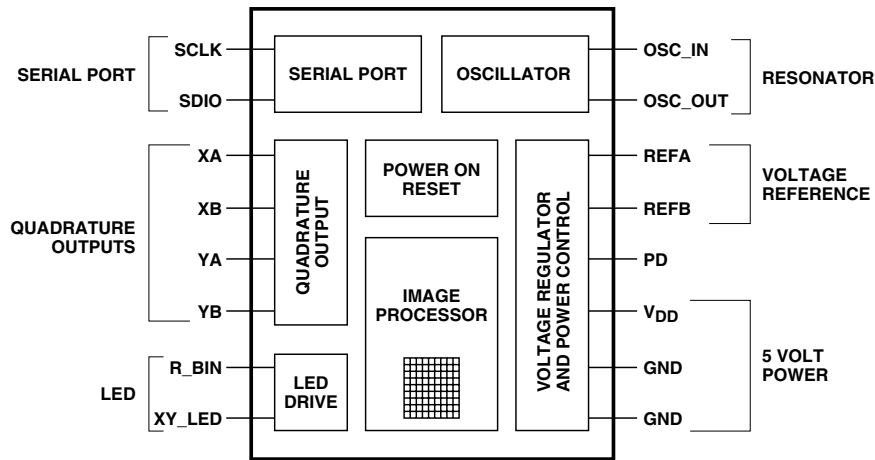 SERIAL PORT
SCLK
SDIO
SERIAL PORT
OSCILLATOR
OSC_IN
OSC_OUT
RESONATOR
QUADRATURE
OUTPUTS
XA
XB
YA
YB
QUADRATURE
OUTPUT
POWER ON
RESET
IMAGE
PROCESSOR
VOLTAGE REGULATOR
AND POWER CONTROL
REFA
REFB
VOLTAGE
REFERENCE
PD
VDD
GND
GND
5 VOLT
POWER
LED
R_BIN
XY_LED
LED
DRIVE